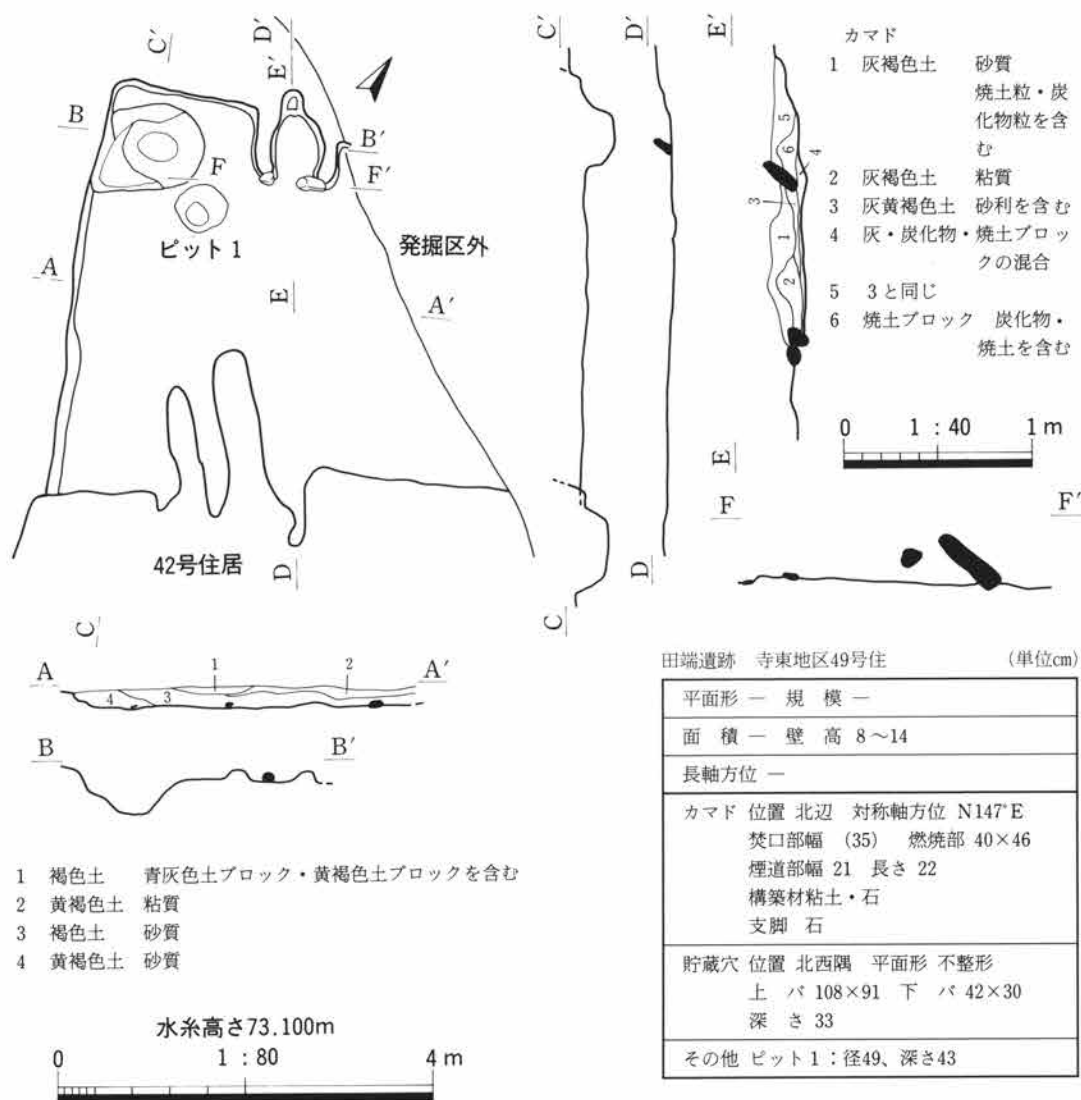 C′
D′
E′
B
B′
F
F′
ピット1
A
発掘区外
E
A′
42号住居
D
C
C′
D′
D
C
E′
5
6
4
3
1
2
E
カマド
1 灰褐色土 砂質
焼土粒・炭
化物粒を含
む
2 灰褐色土 粘質
3 灰黄褐色土 砂利を含む
4 灰・炭化物・焼土ブロッ
クの混合
5 3と同じ
6 焼土ブロック 炭化物・
焼土を含む
0 1:40 1m
F F′
A 1 2 A′
4 3
B B′
1 褐色土 青灰色土ブロック・黄褐色土ブロックを含む
2 黄褐色土 粘質
3 褐色土 砂質
4 黄褐色土 砂質
水糸高さ73.100m
0 1:80 4m
田端遺跡 寺東地区49号住 (単位cm)
平面形 ― 規模 ―
面積 ― 壁高 8~14
長軸方位 ―
カマド 位置 北辺 対称軸方位 N147°E
焚口部幅 (35) 燃焼部 40×46
煙道部幅 21 長さ 22
構築材粘土・石
支脚 石
貯蔵穴 位置 北西隅 平面形 不整形
上バ 108×91 下バ 42×30
深さ 33
その他 ピット1:径49、深さ43